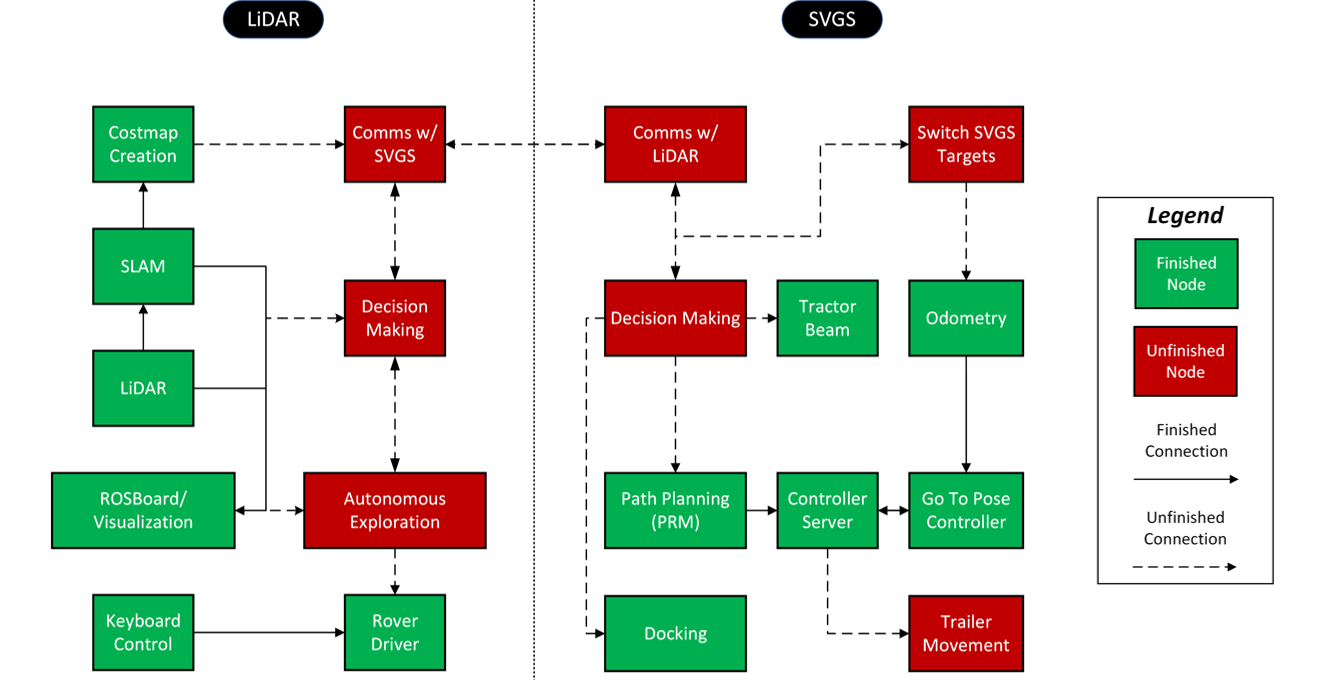 LiDAR
SVGS
Costmap
Creation
Comms w/
SVGS
Comms w/
LiDAR
Switch SVGS
Targets
SLAM
Decision
Making
Decision Making
Tractor
Beam
Odometry
LiDAR
ROSBoard/
Visualization
Autonomous
Exploration
Path Planning
(PRM)
Controller
Server
Go To Pose
Controller
Keyboard
Control
Rover
Driver
Docking
Trailer
Movement
Legend
Finished
Node
Unfinished
Node
Finished
Connection
Unfinished
Connection